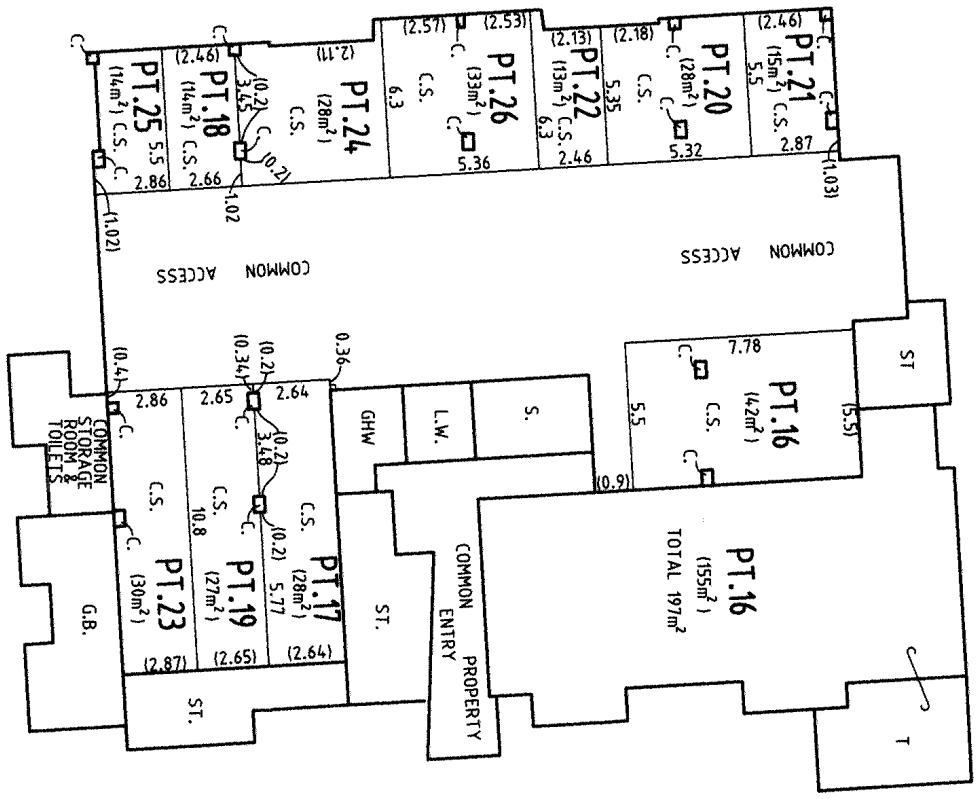 C.
PT.25
(14m²) C.S.
5.5
C.
2.86
(1.02)
(2.46)
C.
PT.18
(14m²) C.S.
(0.2)
3.45
C.
(0.2)
2.66
1.02
(2.11)
PT.24
(28m²)
C.S.
6.3
(2.57)
C.
(2.53)
PT.26
(33m²)
C.S.
C.
5.36
(2.13)
PT.22
(13m²)
C.S.
6.3
2.46
(2.18)
C.
PT.20
(28m²)
C.S.
5.35
C.
5.32
(2.46)
C.
PT.21
(15m²)
C.S.
5.5
C.
2.87
(1.03)
COMMON
ACCESS
COMMON
ACCESS
ST
7.78
C.
PT.16
(42m²)
C.S.
(5.5)
5.5
C.
(0.9)
PT.16
(155m²)
TOTAL 197m²
T
S.
L.W.
GHW
0.36
COMMON PROPERTY
ENTRY
ST.
(0.4)
2.86
C.
C.S.
C.
10.8
PT.23
(30m²)
(2.87)
(0.34)
(0.2)
2.65
C.
(0.2)
3.48
C.S.
C.
(0.2)
PT.19
(27m²)
(2.65)
2.64
C.S.
5.77
PT.17
(28m²)
(2.64)
COMMON
STORAGE
ROOM &
TOILETS
G.B.
ST.